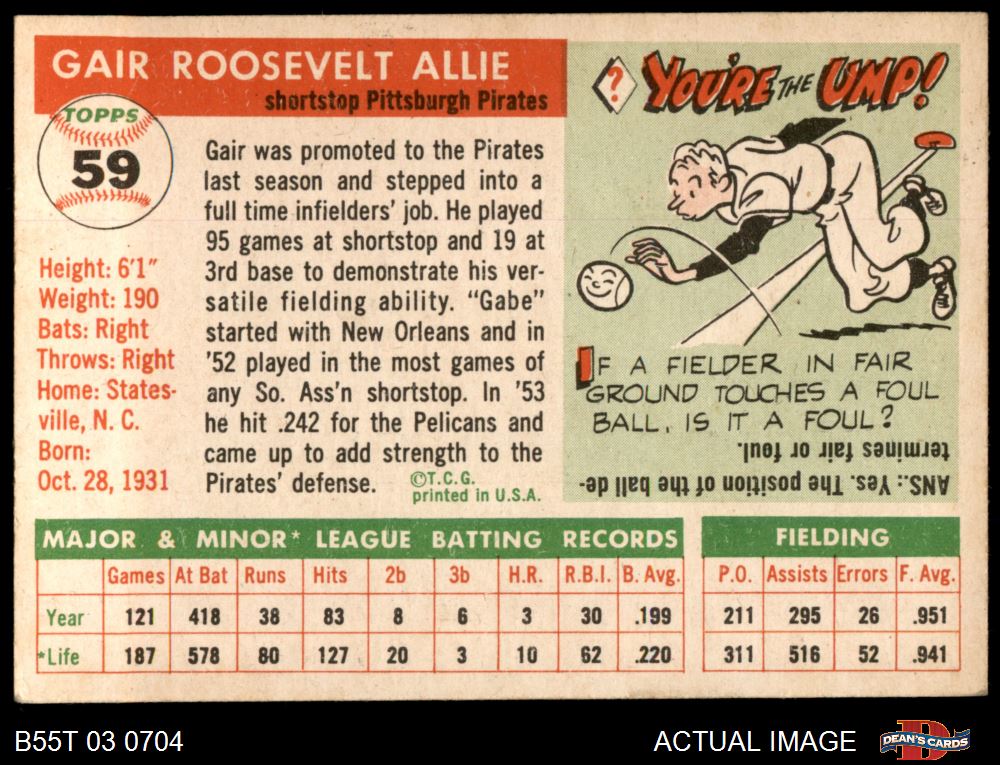 GAIR ROOSEVELT ALLIE
shortstop Pittsburgh Pirates
TOPPS
59
Height: 6'1"
Weight: 190
Bats: Right
Throws: Right
Home: States-
ville, N. C.
Born:
Oct. 28, 1931
Gair was promoted to the Pirates
last season and stepped into a
full time infielders' job. He played
95 games at shortstop and 19 at
3rd base to demonstrate his ver-
satile fielding ability. "Gabe"
started with New Orleans and in
'52 played in the most games of
any So. Ass'n shortstop. In '53
he hit .242 for the Pelicans and
came up to add strength to the
Pirates' defense.
©T.C.G.
printed in U.S.A.
? YOU'RE THE UMP!
IF A FIELDER IN FAIR
GROUND TOUCHES A FOUL
BALL, IS IT A FOUL?
ANS.: Yes. The position of the ball de-
termines fair or foul.
MAJOR & MINOR* LEAGUE BATTING RECORDS
Games At Bat Runs Hits 2b 3b H.R. R.B.I. B. Avg.
Year 121 418 38 83 8 6 3 30 .199
*Life 187 578 80 127 20 3 10 62 .220
FIELDING
P.O. Assists Errors F. Avg.
211 295 26 .951
311 516 52 .941
B55T 03 0704
ACTUAL IMAGE
D
DEAN'S CARDS